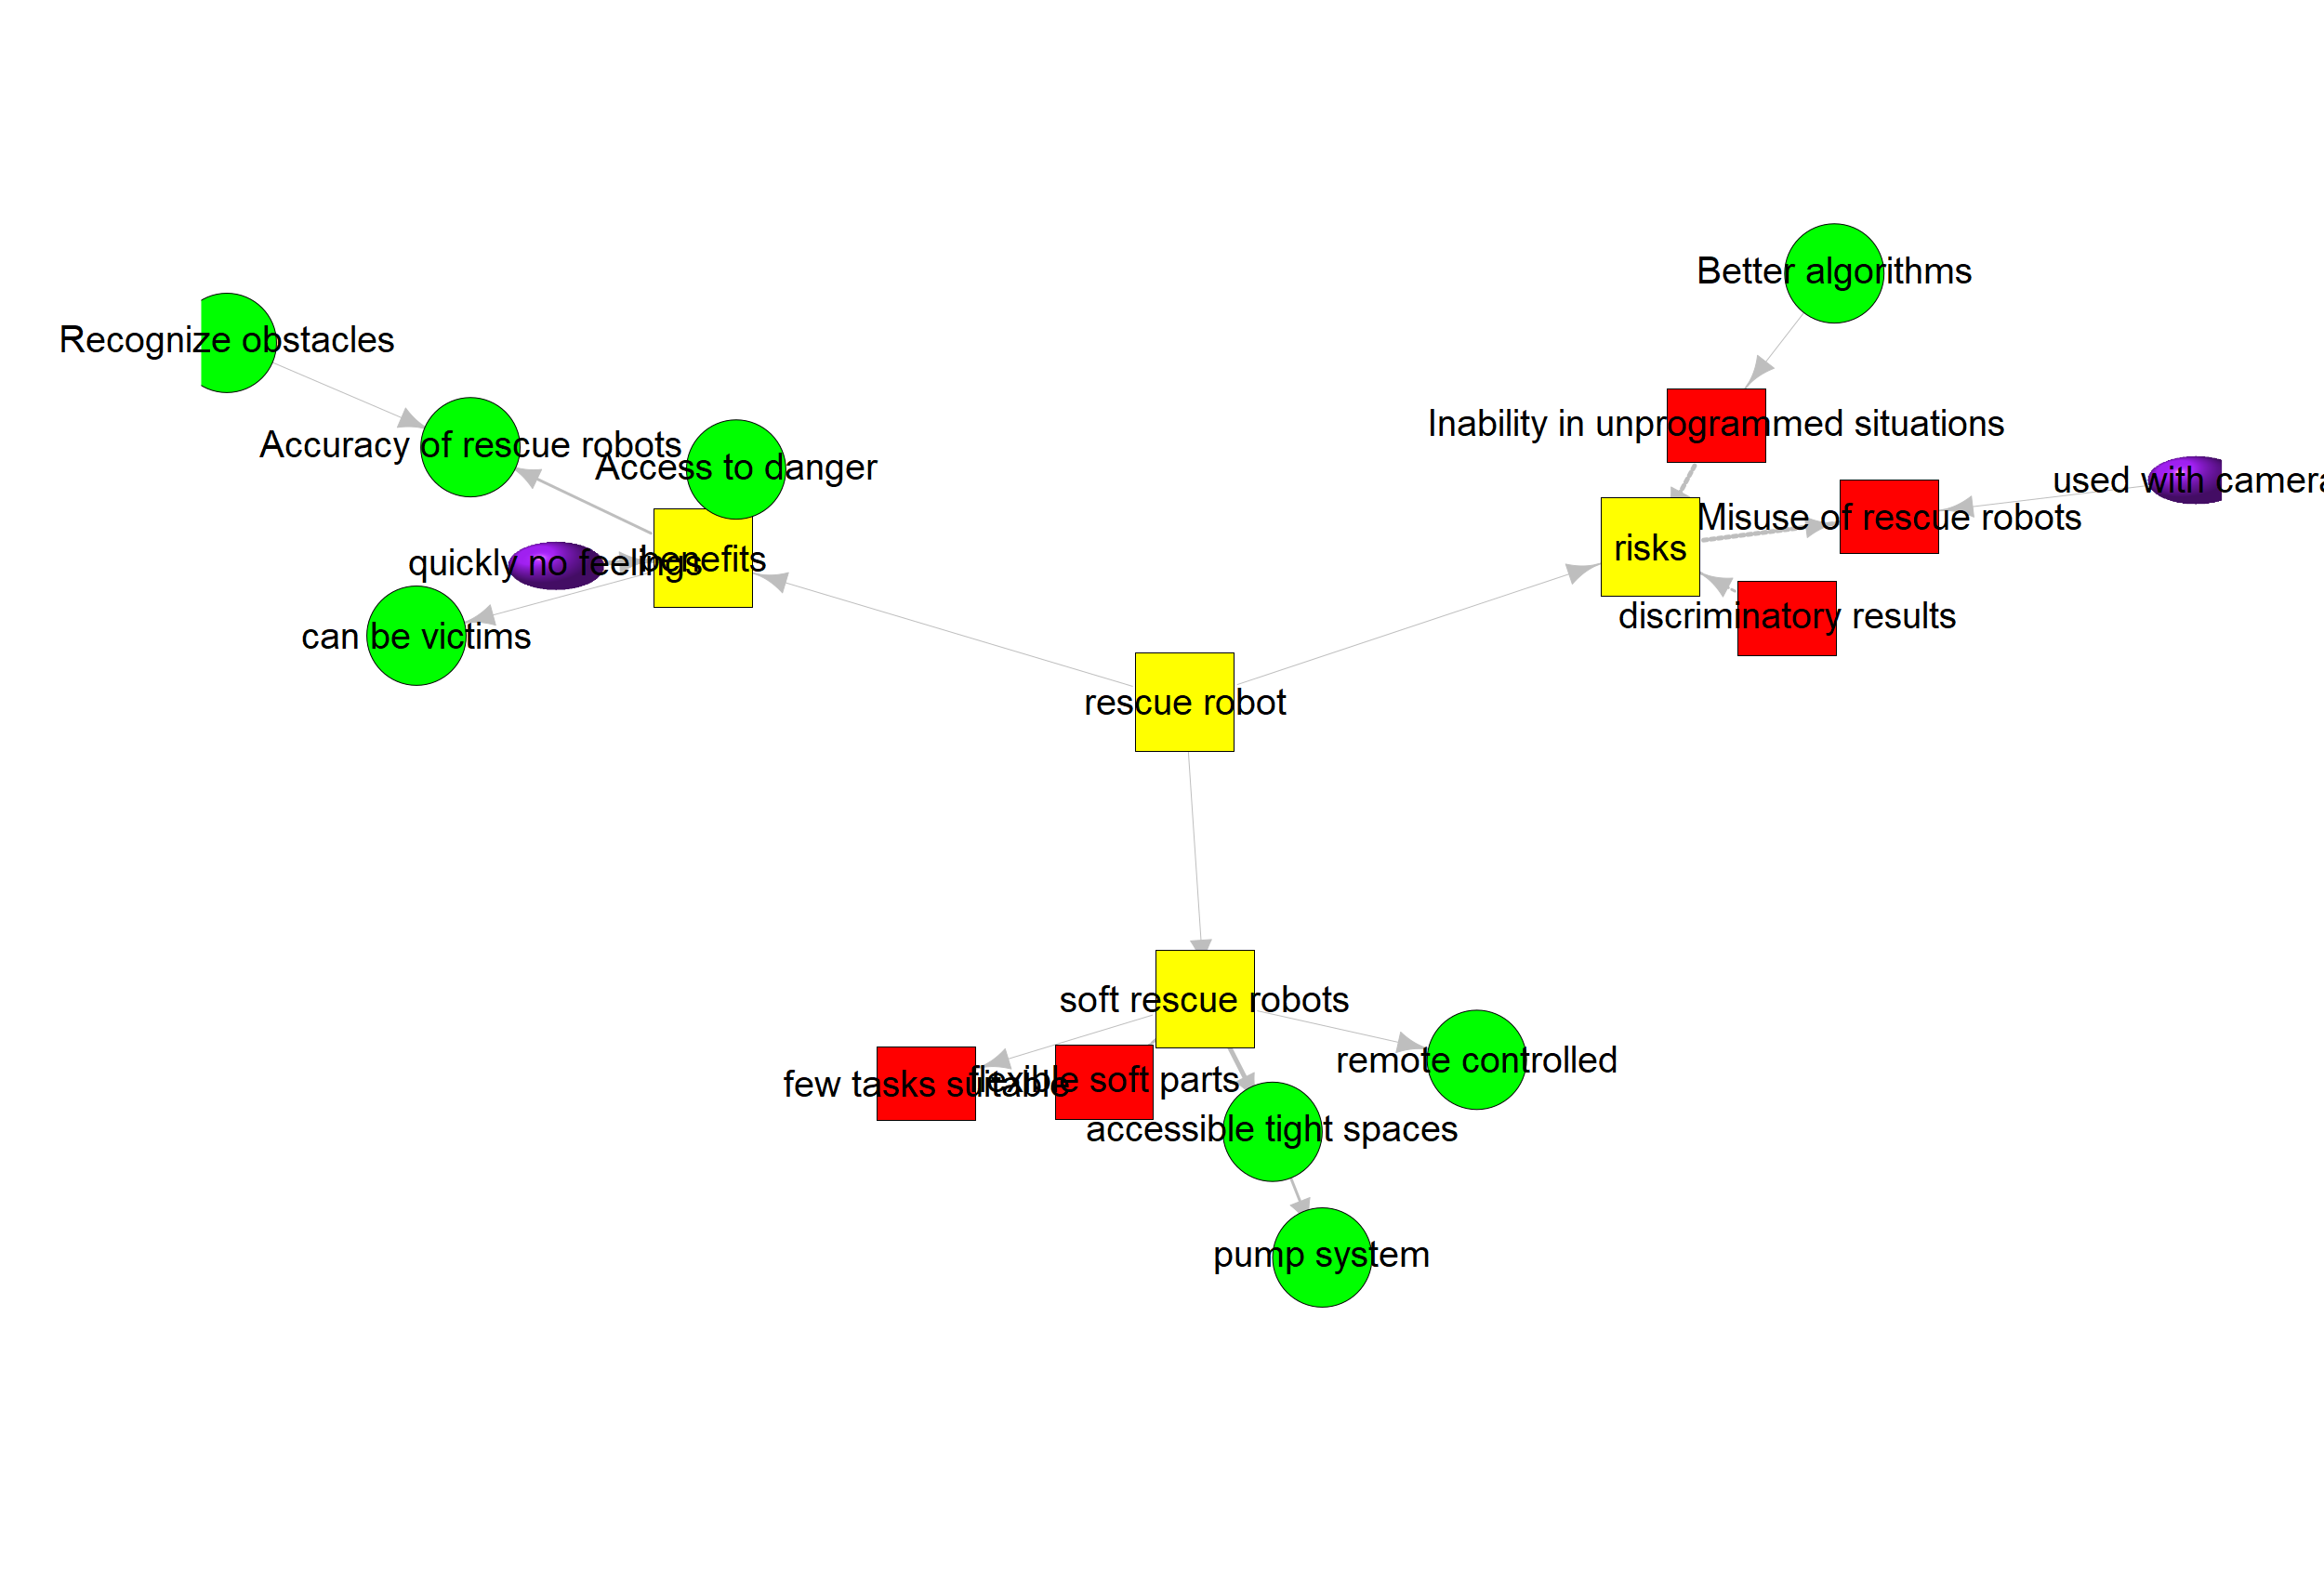 Better algorithms
Recognize obstacles
Inability in unprogrammed situations
Accuracy of rescue robots
Access to danger
used with camera
Misuse of rescue robots
risks
benefits
quickly no feelings
discriminatory results
can be victims
rescue robot
soft rescue robots
remote controlled
flexible soft parts
few tasks suitable
accessible tight spaces
pump system